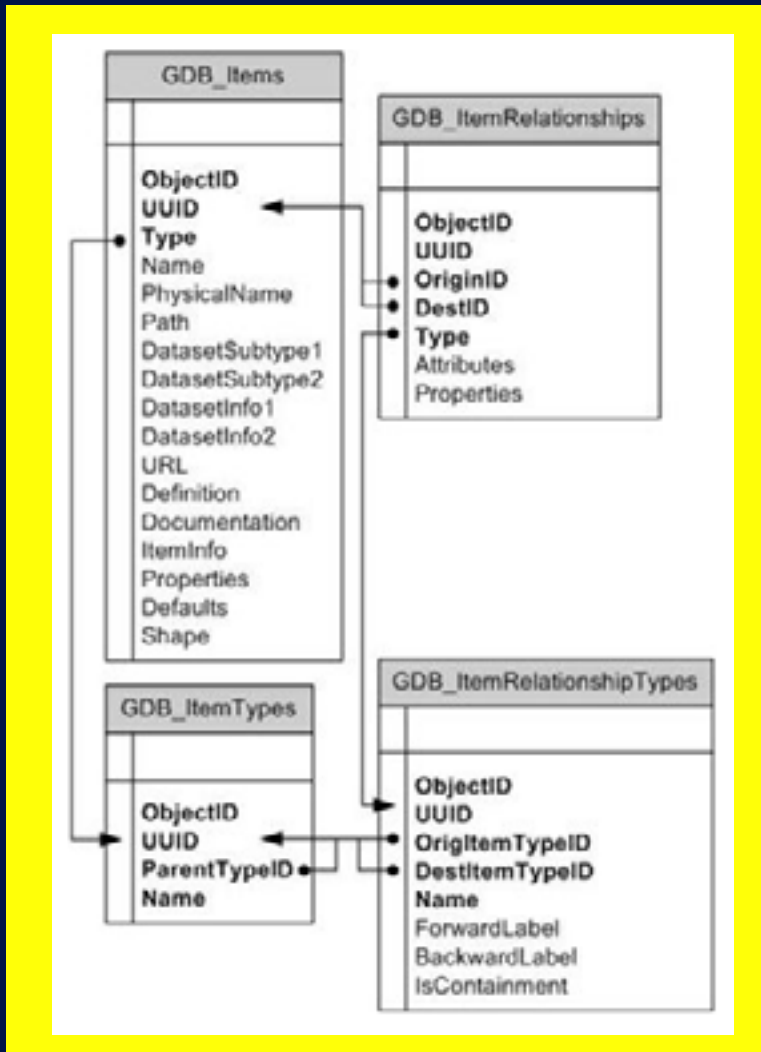 GDB_Items
ObjectID
UUID
Type
Name
PhysicalName
Path
DatasetSubtype1
DatasetSubtype2
DatasetInfo1
DatasetInfo2
URL
Definition
Documentation
ItemInfo
Properties
Defaults
Shape
GDB_ItemRelationships
ObjectID
UUID
OriginID
DestID
Type
Attributes
Properties
GDB_ItemTypes
ObjectID
UUID
ParentTypeID
Name
GDB_ItemRelationshipTypes
ObjectID
UUID
OrigItemTypeID
DestItemTypeID
Name
ForwardLabel
BackwardLabel
IsContainment